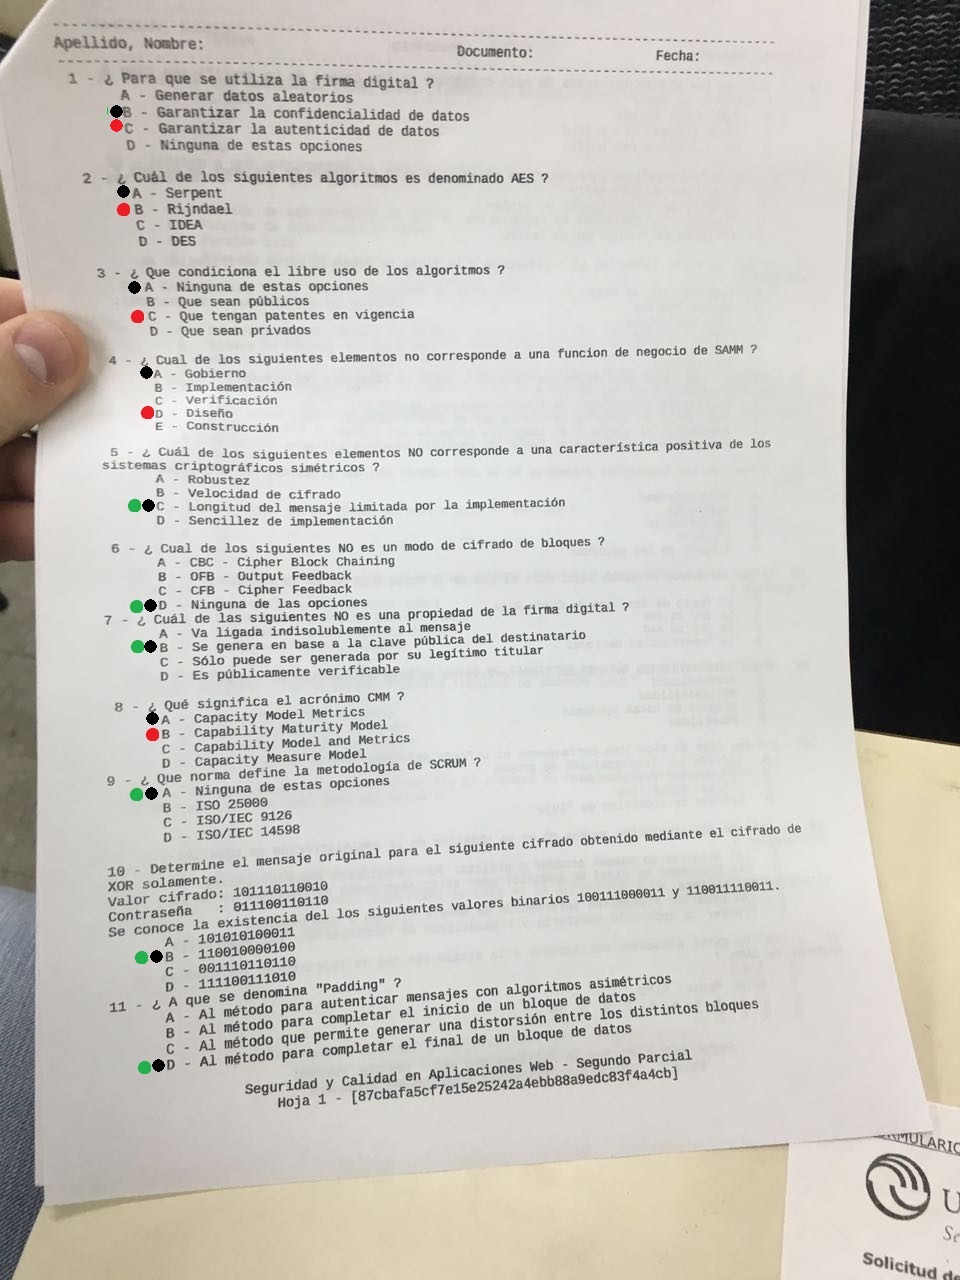 Apellido, Nombre: Documento: Fecha:
1 - ¿ Para que se utiliza la firma digital ?
A - Generar datos aleatorios
B - Garantizar la confidencialidad de datos
C - Garantizar la autenticidad de datos
D - Ninguna de estas opciones
2 - ¿ Cuál de los siguientes algoritmos es denominado AES ?
A - Serpent
B - Rijndael
C - IDEA
D - DES
3 - ¿ Que condiciona el libre uso de los algoritmos ?
A - Ninguna de estas opciones
B - Que sean públicos
C - Que tengan patentes en vigencia
D - Que sean privados
4 - ¿ Cual de los siguientes elementos no corresponde a una funcion de negocio de SAMM ?
A - Gobierno
B - Implementación
C - Verificación
D - Diseño
E - Construcción
5 - ¿ Cuál de los siguientes elementos NO corresponde a una característica positiva de los
sistemas criptográficos simétricos ?
A - Robustez
B - Velocidad de cifrado
C - Longitud del mensaje limitada por la implementación
D - Sencillez de implementación
6 - ¿ Cual de los siguientes NO es un modo de cifrado de bloques ?
A - CBC - Cipher Block Chaining
B - OFB - Output Feedback
C - CFB - Cipher Feedback
D - Ninguna de las opciones
7 - ¿ Cuál de las siguientes NO es una propiedad de la firma digital ?
A - Va ligada indisolublemente al mensaje
B - Se genera en base a la clave pública del destinatario
C - Sólo puede ser generada por su legítimo titular
D - Es públicamente verificable
8 - ¿ Qué significa el acrónimo CMM ?
A - Capacity Model Metrics
B - Capability Maturity Model
C - Capability Model and Metrics
D - Capacity Measure Model
9 - ¿ Que norma define la metodología de SCRUM ?
A - Ninguna de estas opciones
B - ISO 25000
C - ISO/IEC 9126
D - ISO/IEC 14598
10 - Determine el mensaje original para el siguiente cifrado obtenido mediante el cifrado de
XOR solamente.
Valor cifrado: 101110110010
Contraseña : 011100110110
Se conoce la existencia del los siguientes valores binarios 100111000011 y 110011110011.
A - 101010100011
B - 110010000100
C - 001110110110
D - 111100111010
11 - ¿ A que se denomina "Padding" ?
A - Al método para autenticar mensajes con algoritmos asimétricos
B - Al método para completar el inicio de un bloque de datos
C - Al método que permite generar una distorsión entre los distintos bloques
D - Al método para completar el final de un bloque de datos
Seguridad y Calidad en Aplicaciones Web - Segundo Parcial
Hoja 1 - [87cbafa5cf7e15e25242a4ebb88a9edc83f4a4cb]
Solicitud de